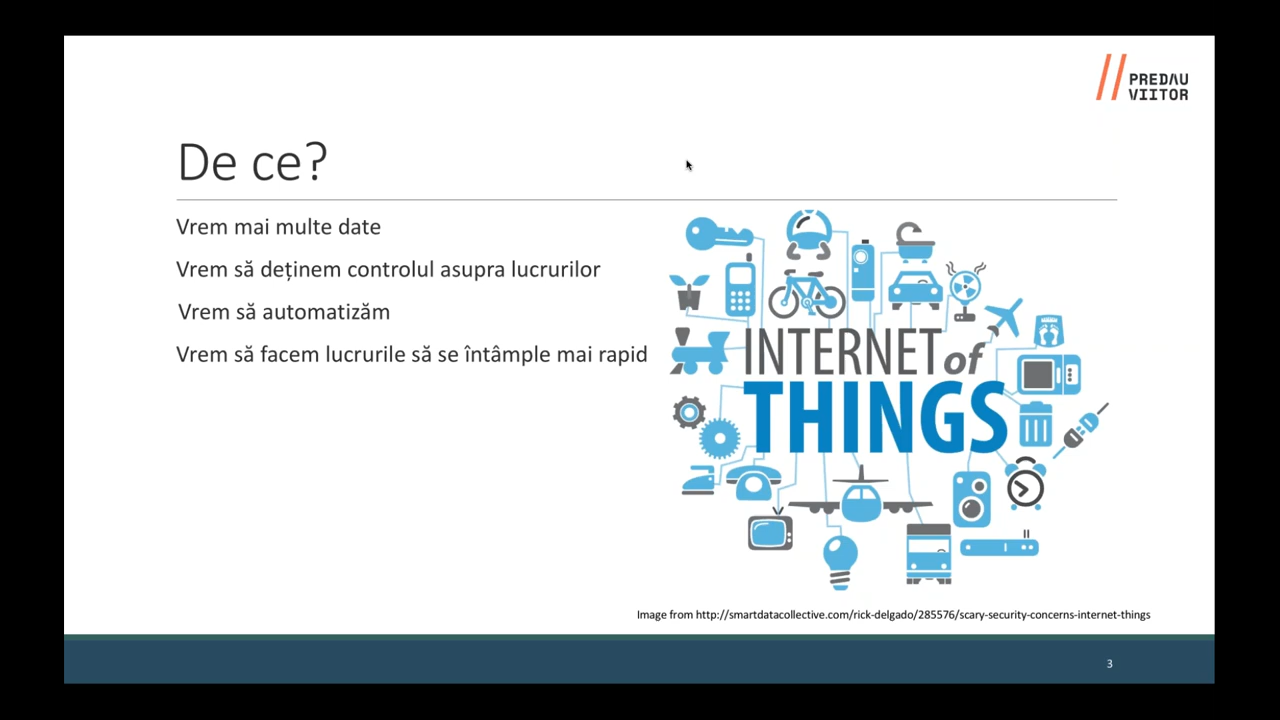 PREDAU
VIITOR
De ce?
Vrem mai multe date
Vrem să deținem controlul asupra lucrurilor
Vrem să automatizăm
Vrem să facem lucrurile să se întâmple mai rapid
INTERNET of
THINGS
Image from http://smartdatacollective.com/rick-delgado/285576/scary-security-concerns-internet-things
3